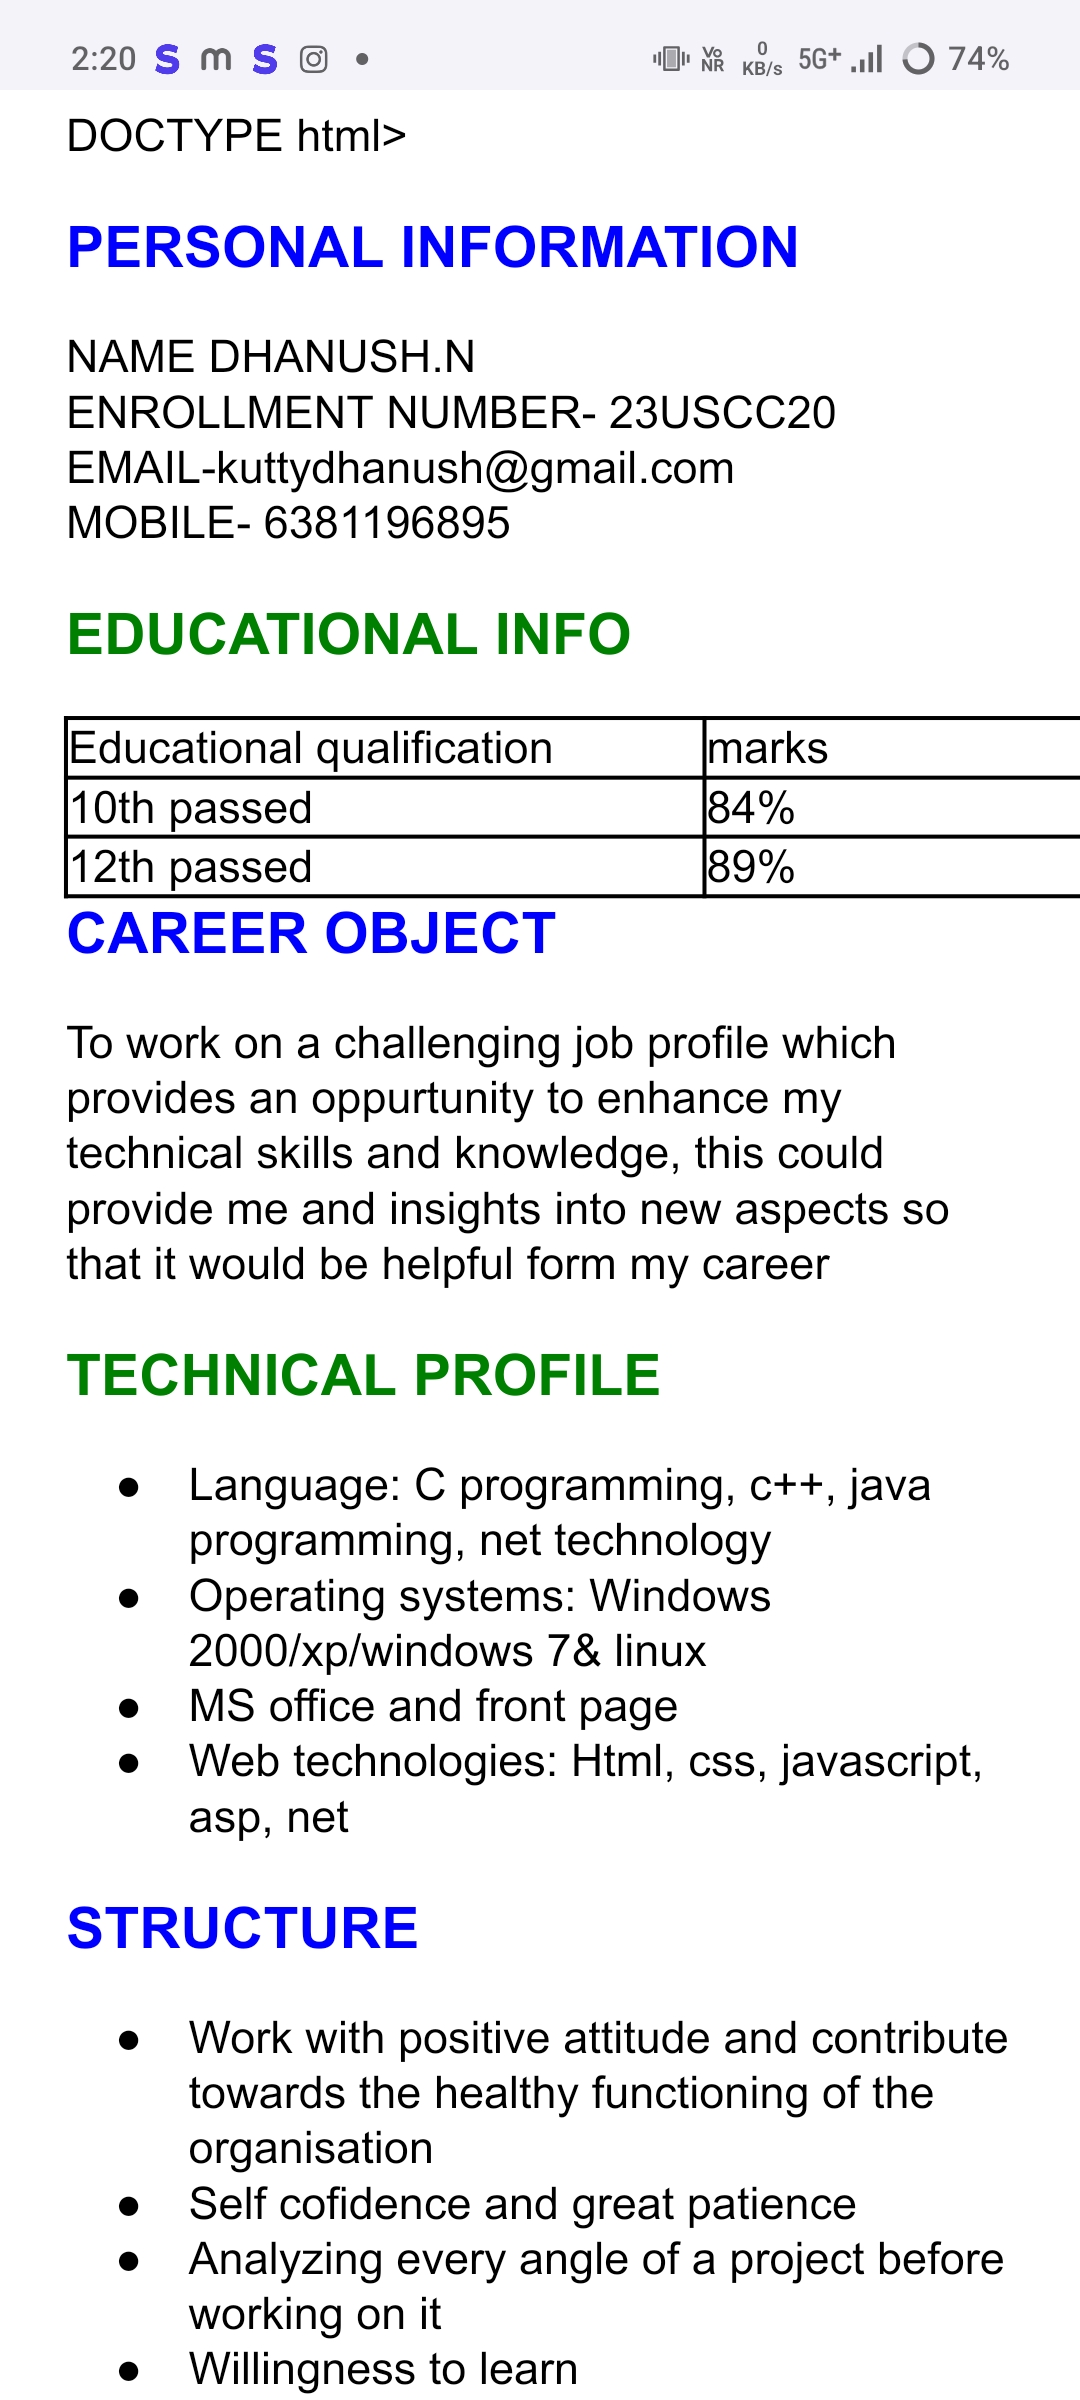 2:20 S m S VoNR 0 KB/s 5G+ 74%
DOCTYPE html>
PERSONAL INFORMATION
NAME DHANUSH.N
ENROLLMENT NUMBER- 23USCC20
EMAIL-kuttydhanush@gmail.com
MOBILE- 6381196895
EDUCATIONAL INFO
Educational qualification marks
10th passed 84%
12th passed 89%
CAREER OBJECT
To work on a challenging job profile which
provides an oppurtunity to enhance my
technical skills and knowledge, this could
provide me and insights into new aspects so
that it would be helpful form my career
TECHNICAL PROFILE
● Language: C programming, c++, java
programming, net technology
● Operating systems: Windows
2000/xp/windows 7& linux
● MS office and front page
● Web technologies: Html, css, javascript,
asp, net
STRUCTURE
● Work with positive attitude and contribute
towards the healthy functioning of the
organisation
● Self cofidence and great patience
● Analyzing every angle of a project before
working on it
● Willingness to learn